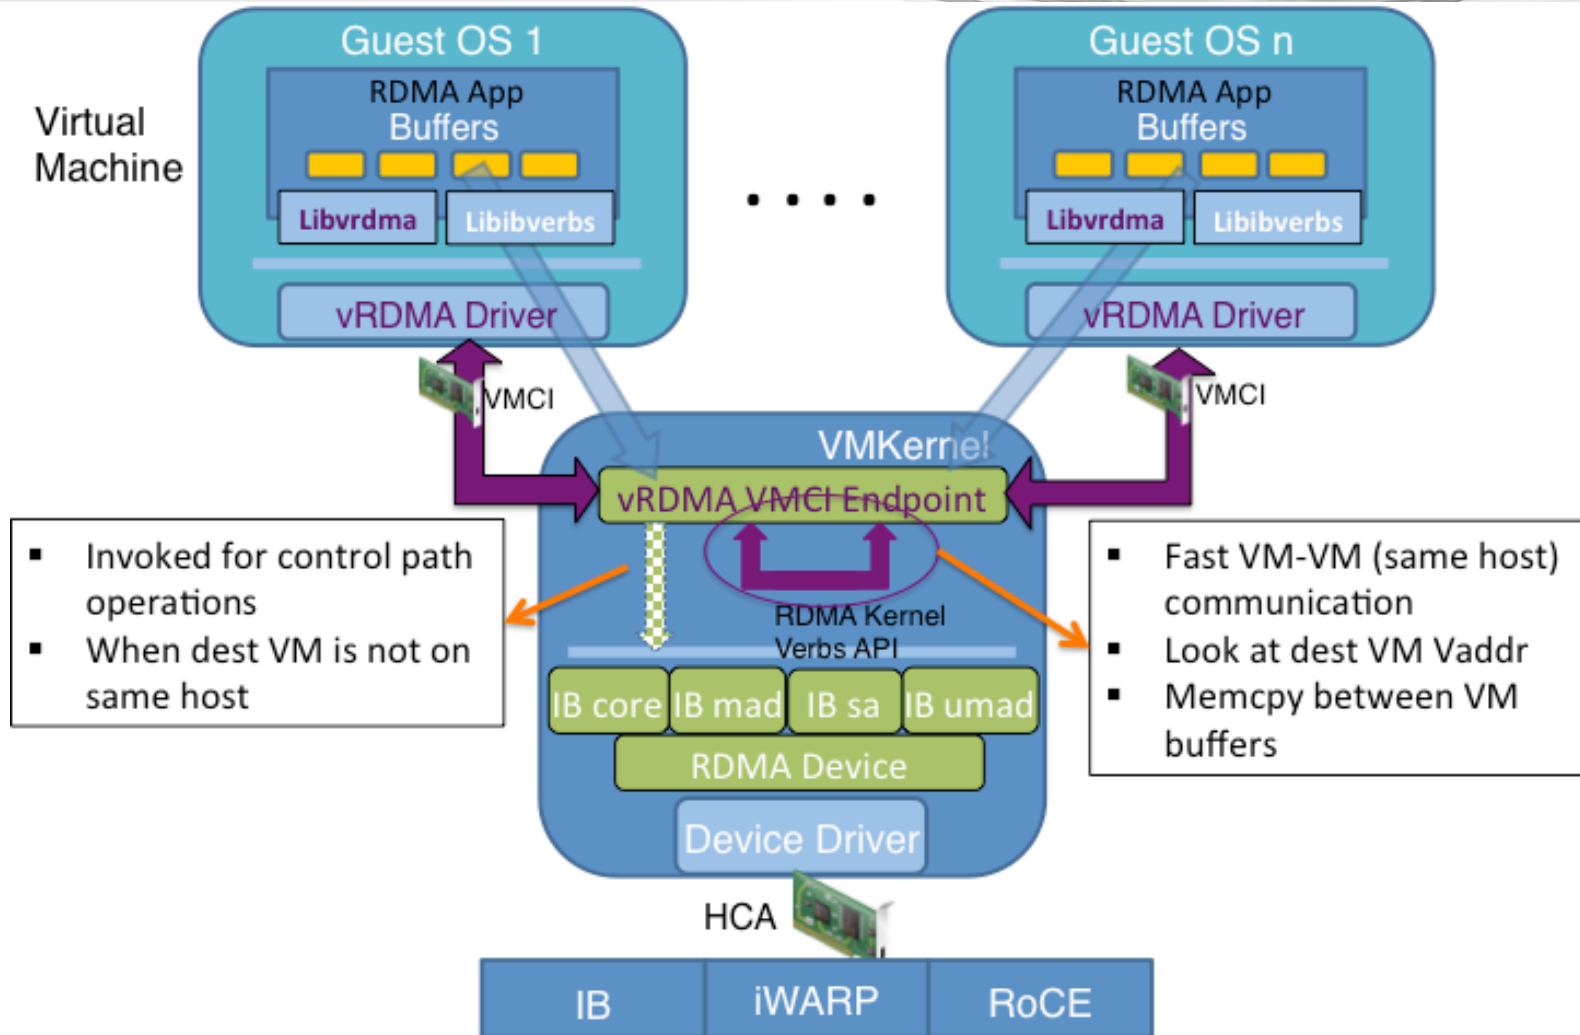 Guest OS 1
RDMA App
Buffers
Libvrdma
Libibverbs
vRDMA Driver
Virtual
Machine
. . . .
Guest OS n
RDMA App
Buffers
Libvrdma
Libibverbs
vRDMA Driver
VMCI
VMCI
VMKernel
vRDMA VMCI Endpoint
▪ Invoked for control path
operations
▪ When dest VM is not on
same host
▪ Fast VM-VM (same host)
communication
▪ Look at dest VM Vaddr
▪ Memcpy between VM
buffers
RDMA Kernel
Verbs API
IB core
IB mad
IB sa
IB umad
RDMA Device
Device Driver
HCA
IB
iWARP
RoCE